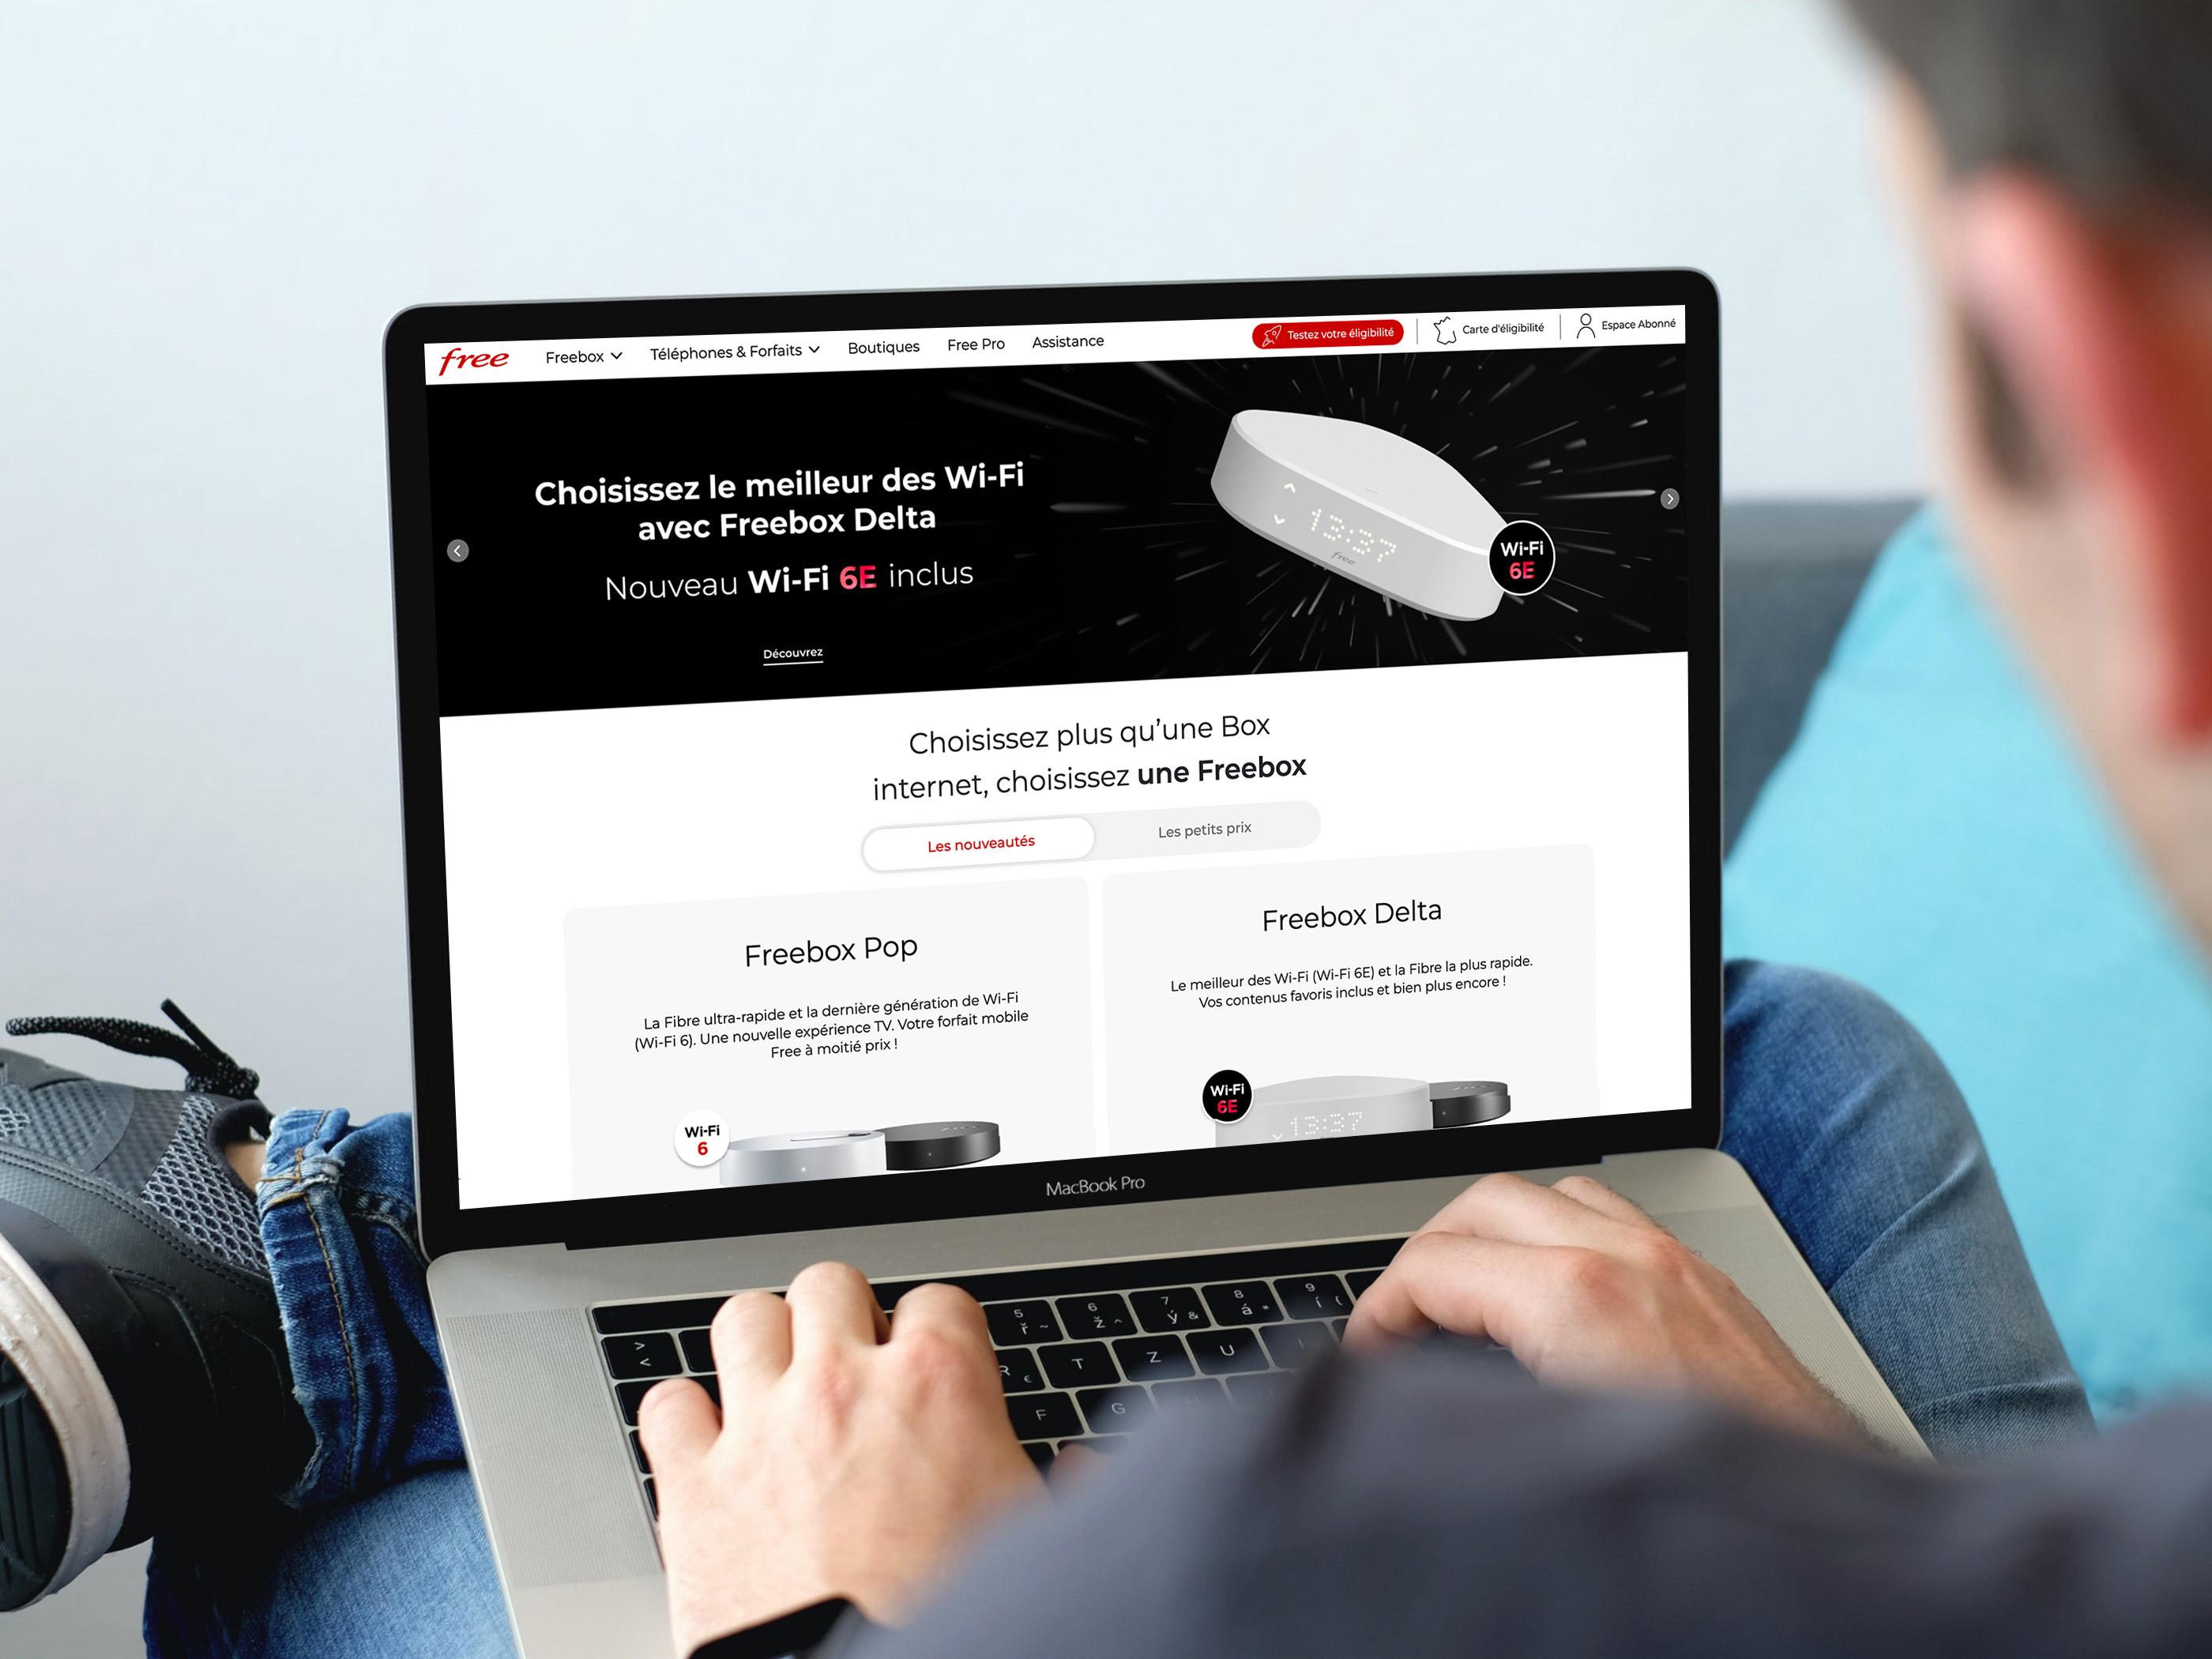 free
Freebox
Téléphones & Forfaits
Boutiques
Free Pro
Assistance
Testez votre éligibilité
Carte d'éligibilité
Espace Abonné
Choisissez le meilleur des Wi-Fi
avec Freebox Delta
Nouveau Wi-Fi 6E inclus
Découvrez
13:37
free
Wi-Fi
6E
Choisissez plus qu’une Box
internet, choisissez une Freebox
Les nouveautés
Les petits prix
Freebox Pop
La Fibre ultra-rapide et la dernière génération de Wi-Fi
(Wi-Fi 6). Une nouvelle expérience TV. Votre forfait mobile
Free à moitié prix !
Wi-Fi
6
Freebox Delta
Le meilleur des Wi-Fi (Wi-Fi 6E) et la Fibre la plus rapide.
Vos contenus favoris inclus et bien plus encore !
Wi-Fi
6E
13:37
MacBook Pro
5 6 7 8 9
ř ~ ž ^ ý & á * í (
> <
R € T Z U I
F G